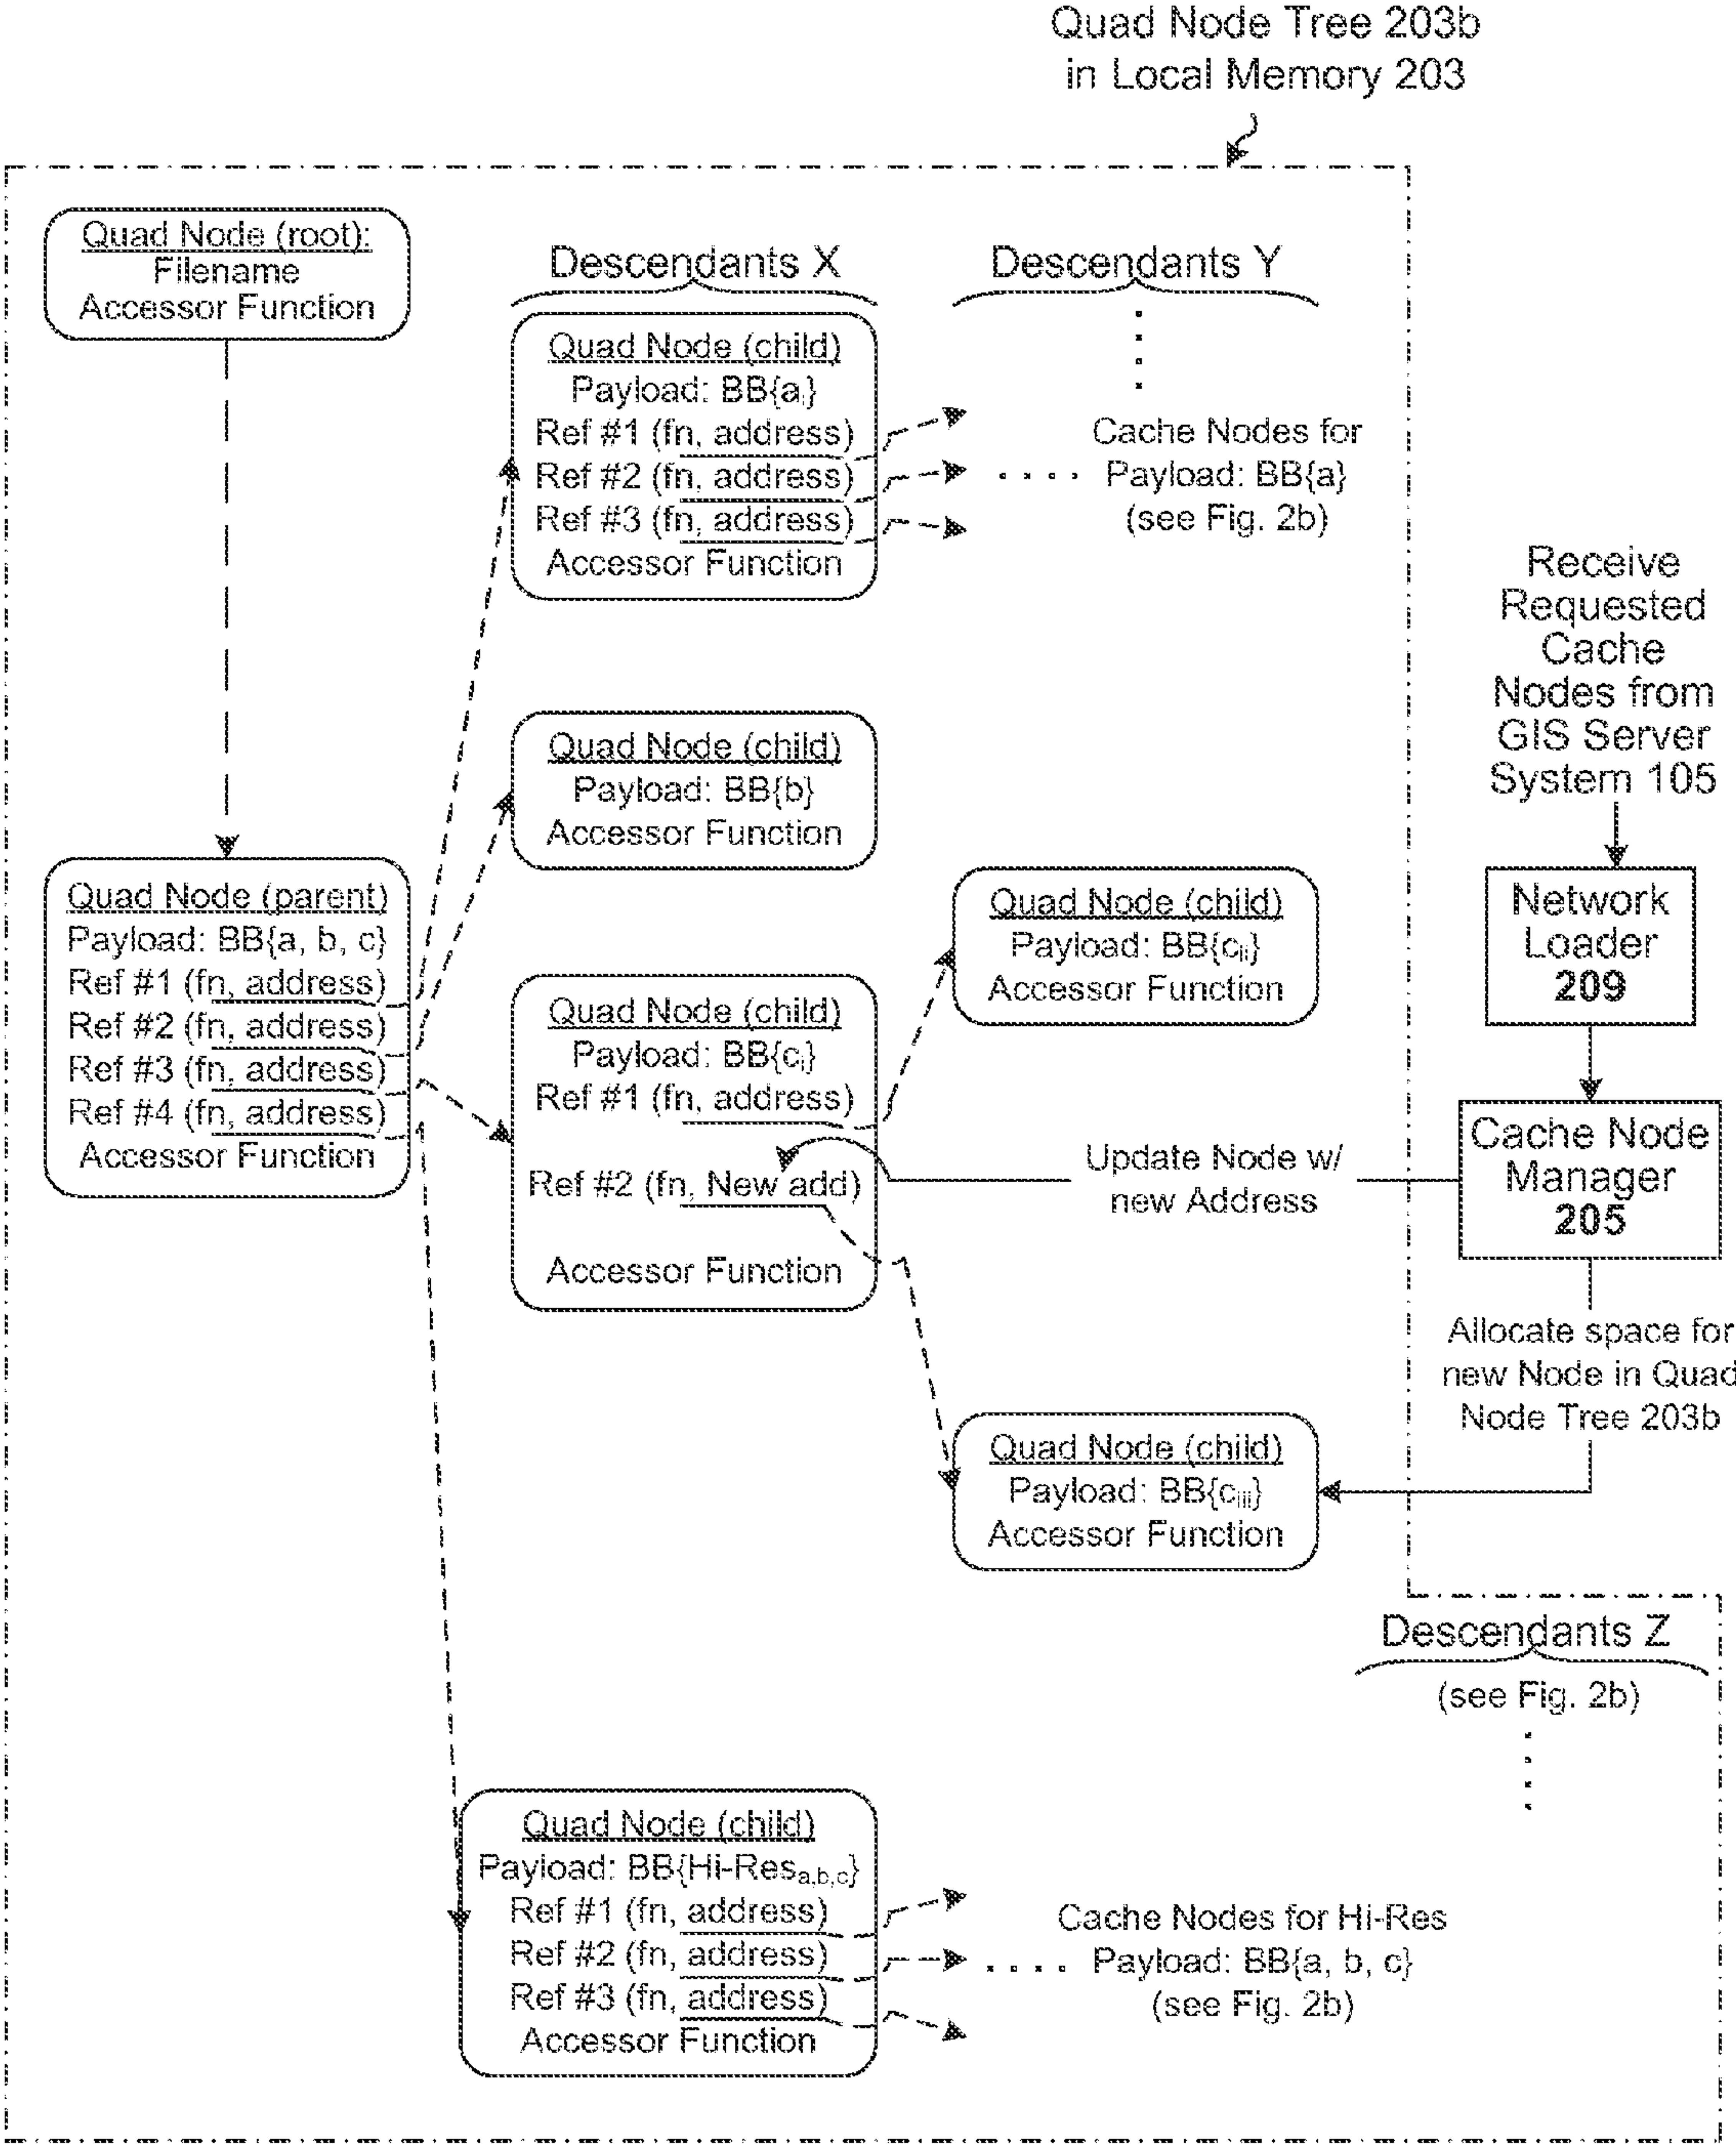 Quad Node Tree 203b
in Local Memory 203
Quad Node (root):
Filename
Accessor Function
Descendants X
Descendants Y
Quad Node (child)
Payload: BB{aᵢ}
Ref #1 (fn, address)
Ref #2 (fn, address)
Ref #3 (fn, address)
Accessor Function
Cache Nodes for
Payload: BB{a}
(see Fig. 2b)
Receive
Requested
Cache
Nodes from
GIS Server
System 105
Quad Node (child)
Payload: BB{b}
Accessor Function
Quad Node (parent)
Payload: BB{a, b, c}
Ref #1 (fn, address)
Ref #2 (fn, address)
Ref #3 (fn, address)
Ref #4 (fn, address)
Accessor Function
Quad Node (child)
Payload: BB{cᵢ}
Ref #1 (fn, address)
Ref #2 (fn, New add)
Accessor Function
Quad Node (child)
Payload: BB{cᵢᵢ}
Accessor Function
Network
Loader
209
Cache Node
Manager
205
Update Node w/
new Address
Allocate space for
new Node in Quad
Node Tree 203b
Quad Node (child)
Payload: BB{cᵢᵢᵢ}
Accessor Function
Descendants Z
(see Fig. 2b)
Quad Node (child)
Payload: BB{Hi-Res a,b,c}
Ref #1 (fn, address)
Ref #2 (fn, address)
Ref #3 (fn, address)
Accessor Function
Cache Nodes for Hi-Res
Payload: BB{a, b, c}
(see Fig. 2b)